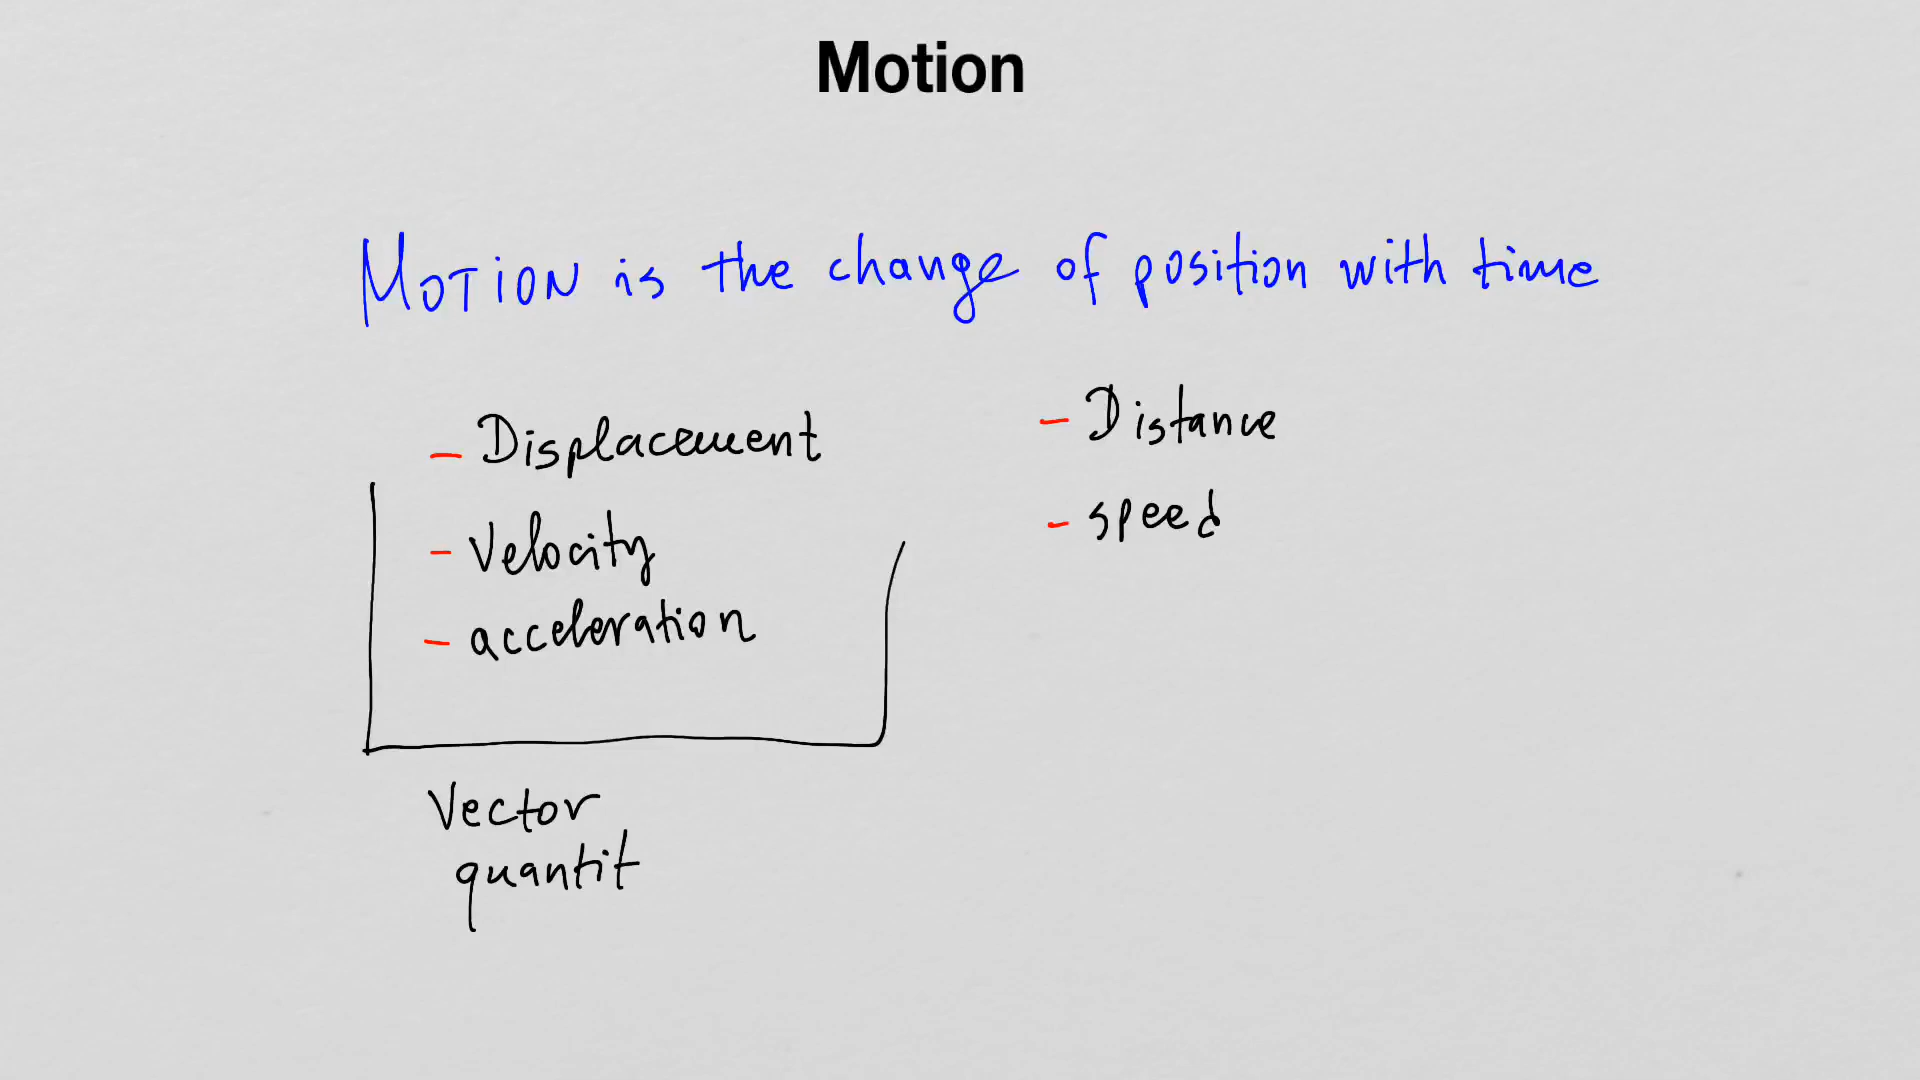 Motion
MOTION is the change of position with time
- Displacement
- Velocity
- acceleration
- Distance
- speed
Vector
quantit